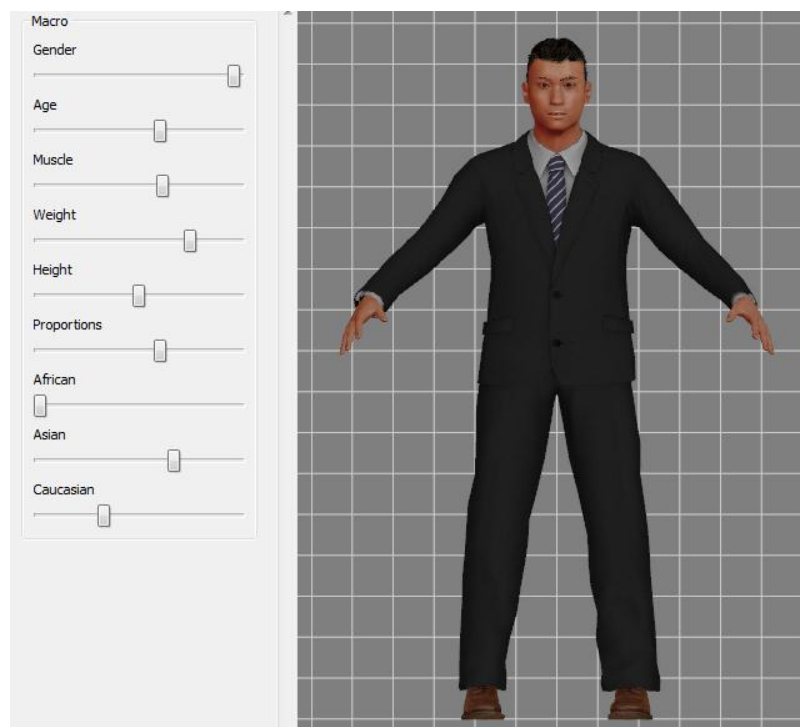 Macro
Gender
Age
Muscle
Weight
Height
Proportions
African
Asian
Caucasian